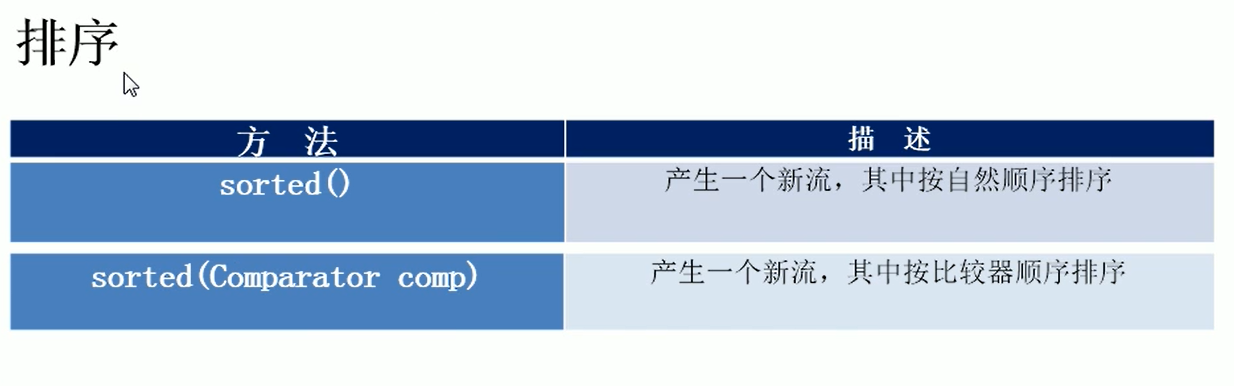 排序
方 法 描 述
sorted() 产生一个新流，其中按自然顺序排序
sorted(Comparator comp) 产生一个新流，其中按比较器顺序排序